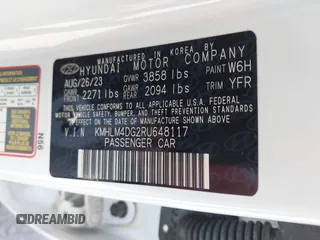 MANUFACTURED IN KOREA BY
HYUNDAI MOTOR COMPANY
AUG/26/23 GVWR 3858 lbs PAINT W6H
GAWR FRT 2271 lbs GAWR REAR 2094 lbs TRIM YFR
THIS VEHICLE CONFORMS TO ALL APPLICABLE
FEDERAL MOTOR VEHICLE SAFETY, BUMPER, AND
THEFT PREVENTION STANDARDS IN EFFECT ON
THE DATE OF MANUFACTURE SHOWN ABOVE.
V.I.N KMHLM4DG2RU648117
PASSENGER CAR
N56
DREAMBID